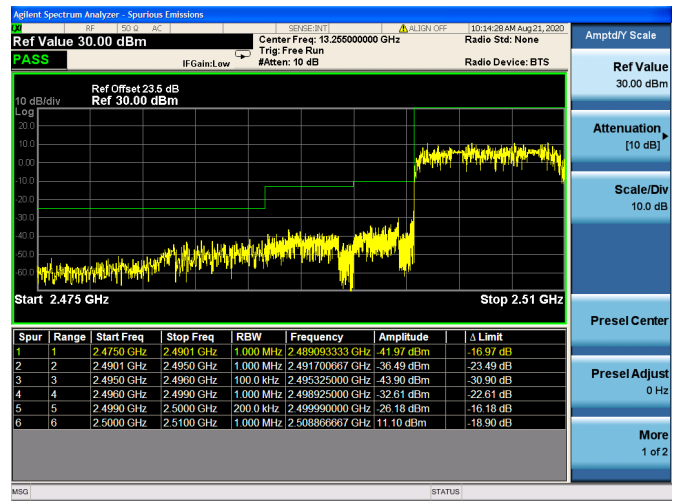 Agilent Spectrum Analyzer - Spurious Emissions
RF 50 Ω AC SENSE:INT ALIGN OFF 10:14:28 AM Aug 21, 2020
Ref Value 30.00 dBm Center Freq: 13.255000000 GHz Radio Std: None
Trig: Free Run
PASS IFGain:Low #Atten: 10 dB Radio Device: BTS
Ref Offset 23.5 dB
10 dB/div Ref 30.00 dBm
Log
20.0
10.0
0.00
-10.0
-20.0
-30.0
-40.0
-50.0
-60.0
Start 2.475 GHz Stop 2.51 GHz
Spur Range Start Freq Stop Freq RBW Frequency Amplitude Δ Limit
1 1 2.4750 GHz 2.4901 GHz 1.000 MHz 2.489093333 GHz -41.97 dBm -16.97 dB
2 2 2.4901 GHz 2.4950 GHz 1.000 MHz 2.491700667 GHz -36.49 dBm -23.49 dB
3 3 2.4950 GHz 2.4960 GHz 100.0 kHz 2.495325000 GHz -43.90 dBm -30.90 dB
4 4 2.4960 GHz 2.4990 GHz 1.000 MHz 2.498925000 GHz -32.61 dBm -22.61 dB
5 5 2.4990 GHz 2.5000 GHz 200.0 kHz 2.499990000 GHz -26.18 dBm -16.18 dB
6 6 2.5000 GHz 2.5100 GHz 1.000 MHz 2.508866667 GHz 11.10 dBm -18.90 dB
MSG STATUS
Amptd/Y Scale
Ref Value
30.00 dBm
Attenuation
[10 dB]
Scale/Div
10.0 dB
Presel Center
Presel Adjust
0 Hz
More
1 of 2